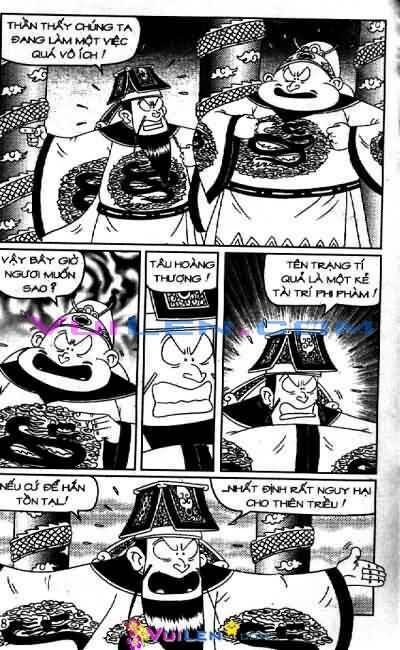 THẦN THẤY CHÚNG TA
ĐANG LÀM MỘT VIỆC
QUÁ VÔ ÍCH!
VẬY BÂY GIỜ
NGƯƠI MUỐN
SAO?
TÂU HOÀNG
THƯỢNG!
TÊN TRẠNG TÍ
QUẢ LÀ MỘT KẺ
TÀI TRÍ PHI PHÀM!
VUILEN.COM
NẾU CỨ ĐỂ HẮN
TỒN TẠI...
...NHẤT ĐỊNH RẤT NGUY HẠI
CHO THIÊN TRIỀU!
8
VUILEN.COM